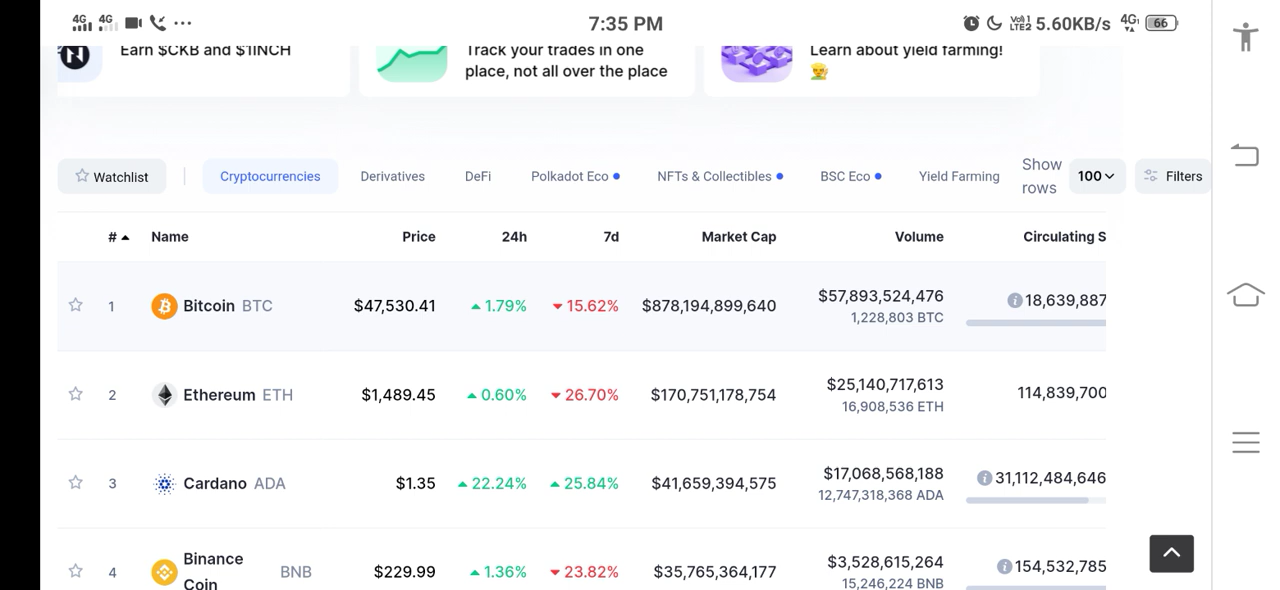 4G 4G 7:35 PM Vo1) LTE2 5.60KB/s 4G 66
Earn $CKB and $1INCH
Track your trades in one
place, not all over the place
Learn about yield farming!
Watchlist Cryptocurrencies Derivatives DeFi Polkadot Eco NFTs & Collectibles BSC Eco Yield Farming Show rows 100 Filters
# Name Price 24h 7d Market Cap Volume Circulating S
1 Bitcoin BTC $47,530.41 1.79% 15.62% $878,194,899,640 $57,893,524,476 18,639,887
1,228,803 BTC
2 Ethereum ETH $1,489.45 0.60% 26.70% $170,751,178,754 $25,140,717,613 114,839,700
16,908,536 ETH
3 Cardano ADA $1.35 22.24% 25.84% $41,659,394,575 $17,068,568,188 31,112,484,646
12,747,318,368 ADA
4 Binance Coin BNB $229.99 1.36% 23.82% $35,765,364,177 $3,528,615,264 154,532,785
15,246,224 BNB